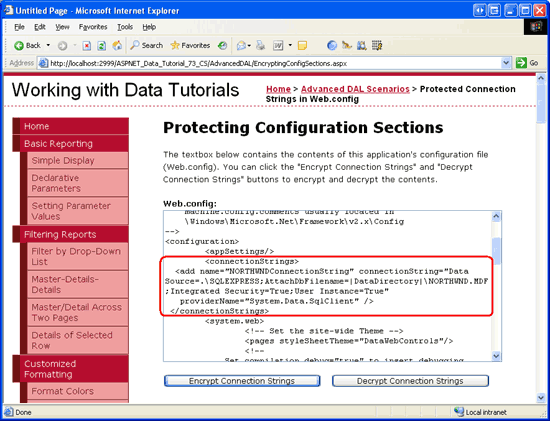 Untitled Page - Microsoft Internet Explorer
File Edit View Favorites Tools Help
Back Search Favorites
Address http://localhost:2999/ASPNET_Data_Tutorial_73_CS/AdvancedDAL/EncryptingConfigSections.aspx Go
Working with Data Tutorials
Home > Advanced DAL Scenarios > Protected Connection
Strings in Web.config
Home
Basic Reporting
Simple Display
Declarative
Parameters
Setting Parameter
Values
Filtering Reports
Filter by Drop-Down
List
Master-Details-
Details
Master/Detail Across
Two Pages
Details of Selected
Row
Customized
Formatting
Format Colors
Protecting Configuration Sections
The textbox below contains the contents of this application's configuration file
(Web.config). You can click the "Encrypt Connection Strings" and "Decrypt
Connection Strings" buttons to encrypt and decrypt the contents.
Web.config:
machine.config.comments usually located in
\Windows\Microsoft.Net\Framework\v2.x\Config
-->
<configuration>
<appSettings/>
<connectionStrings>
<add name="NORTHWNDConnectionString" connectionString="Data
Source=.\SQLEXPRESS;AttachDbFilename=|DataDirectory|\NORTHWND.MDF
;Integrated Security=True;User Instance=True"
providerName="System.Data.SqlClient" />
</connectionStrings>
<system.web>
<!-- Set the site-wide Theme -->
<pages styleSheetTheme="DataWebControls"/>
<!--
Set compilation debug="true" to insert debugging
Encrypt Connection Strings Decrypt Connection Strings
Done Local intranet